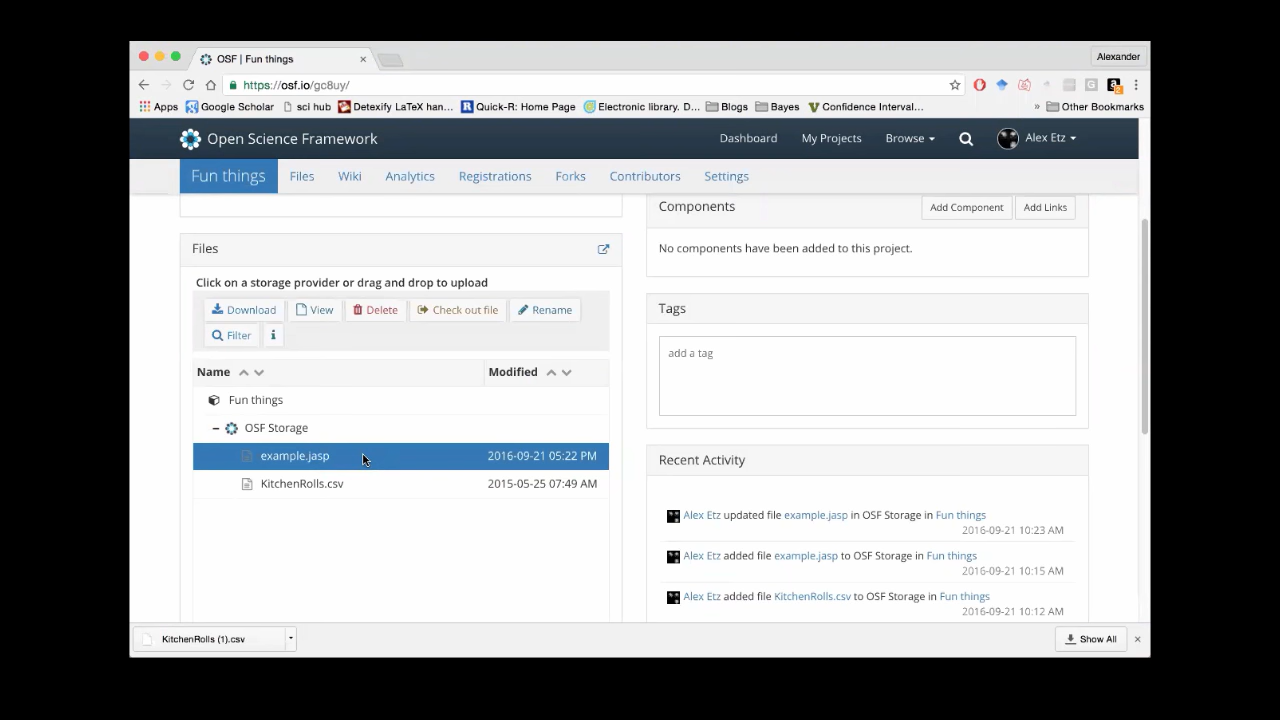 OSF | Fun things
Alexander
https://osf.io/gc8uy/
Apps Google Scholar sci hub Detexify LaTeX han... Quick-R: Home Page Electronic library. D... Blogs Bayes Confidence Interval... » Other Bookmarks
Open Science Framework Dashboard My Projects Browse Alex Etz
Fun things Files Wiki Analytics Registrations Forks Contributors Settings
Files
Click on a storage provider or drag and drop to upload
Download View Delete Check out file Rename
Filter i
Name Modified
Fun things
OSF Storage
example.jasp 2016-09-21 05:22 PM
KitchenRolls.csv 2015-05-25 07:49 AM
Components Add Component Add Links
No components have been added to this project.
Tags
add a tag
Recent Activity
Alex Etz updated file example.jasp in OSF Storage in Fun things
2016-09-21 10:23 AM
Alex Etz added file example.jasp to OSF Storage in Fun things
2016-09-21 10:15 AM
Alex Etz added file KitchenRolls.csv to OSF Storage in Fun things
2016-09-21 10:12 AM
KitchenRolls (1).csv Show All